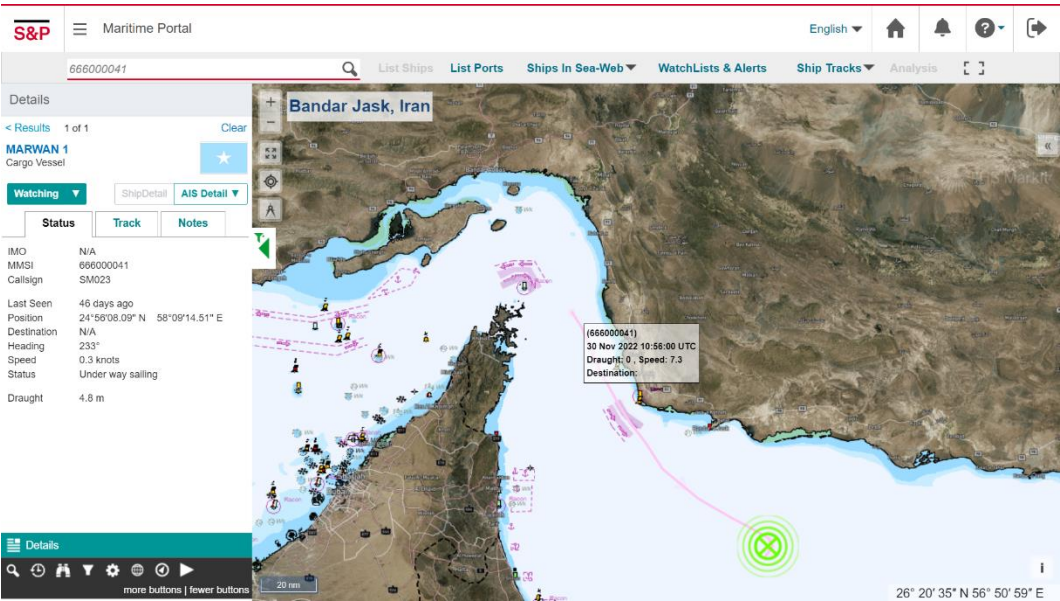 S&P
Maritime Portal
English
666000041
List Ships
List Ports
Ships In Sea-Web
WatchLists & Alerts
Ship Tracks
Analysis
Details
< Results 1 of 1 Clear
MARWAN 1
Cargo Vessel
Watching
ShipDetail
AIS Detail
Status
Track
Notes
IMO N/A
MMSI 666000041
Callsign SM023
Last Seen 46 days ago
Position 24°56'08.09" N 58°09'14.51" E
Destination N/A
Heading 233°
Speed 0.3 knots
Status Under way sailing
Draught 4.8 m
Details
more buttons | fewer buttons
Bandar Jask, Iran
(666000041)
30 Nov 2022 10:56:00 UTC
Draught: 0 , Speed: 7.3
Destination:
20 nm
i
26° 20' 35" N 56° 50' 59" E